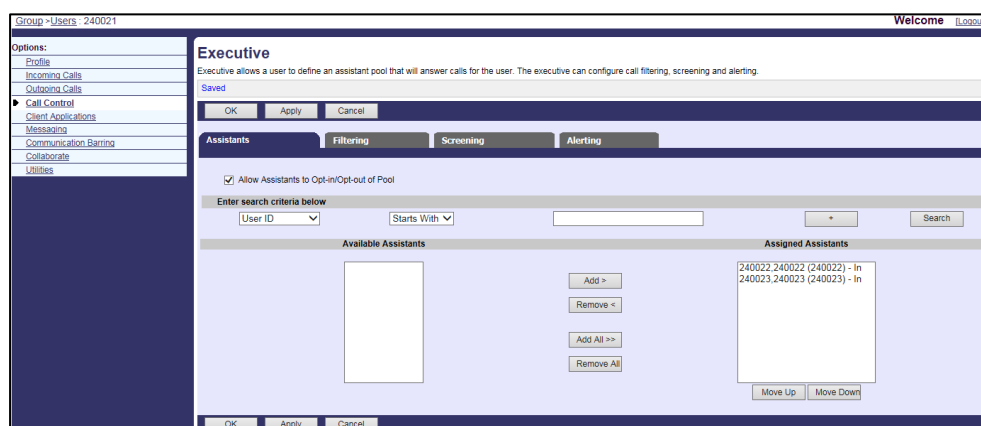 Group >Users : 240021
Welcome [Logou
Options:
Profile
Incoming Calls
Outgoing Calls
Call Control
Client Applications
Messaging
Communication Barring
Collaborate
Utilities
Executive
Executive allows a user to define an assistant pool that will answer calls for the user. The executive can configure call filtering, screening and alerting.
Saved
OK Apply Cancel
Assistants Filtering Screening Alerting
Allow Assistants to Opt-in/Opt-out of Pool
Enter search criteria below
User ID Starts With + Search
Available Assistants Assigned Assistants
240022,240022 (240022) - In
240023,240023 (240023) - In
Add >
Remove <
Add All >>
Remove All
Move Up Move Down
OK Apply Cancel